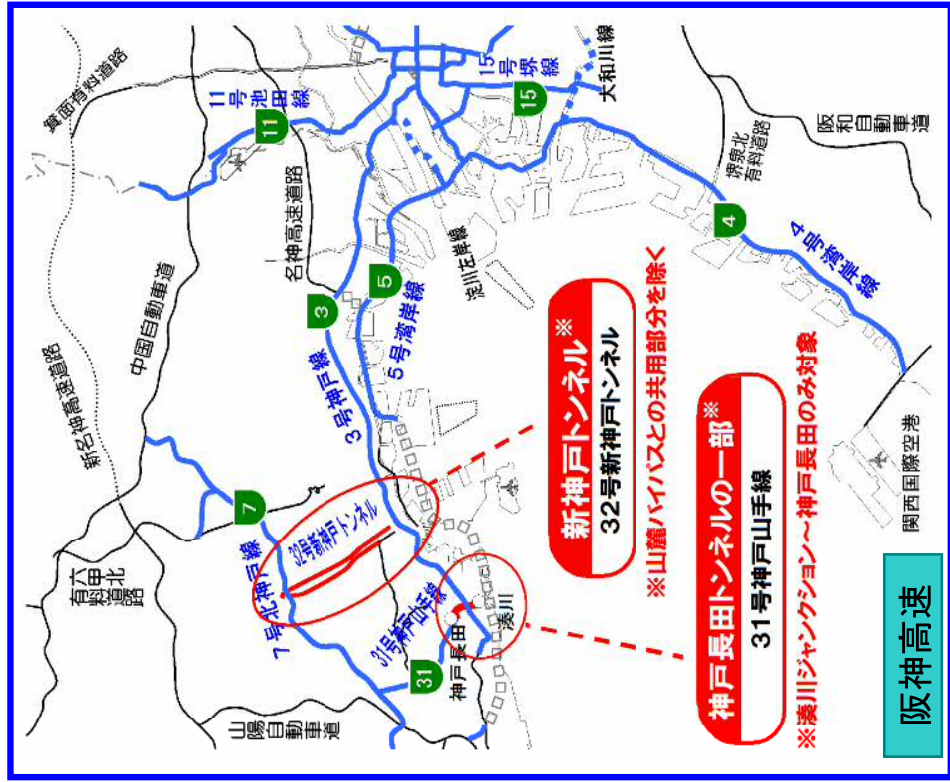 阪神高速
箕面有料道路
新名神高速道路
中国自動車道
六甲北
有料道路
山陽自動車道
11号
池田線
11
名神高速道路
15号
堺線
15
大和川線
3
3号神戸線
5
5号湾岸線
淀川左岸線
7
7号北神戸線
32号新神戸トンネル
31号神戸山手線
31
神戸長田
湊川
堺泉北
有料道路
阪和自動車道
4
4号湾岸線
関西国際空港
新神戸トンネル※
32号新神戸トンネル
※山麓バイパスとの共用部分を除く
神戸長田トンネルの一部※
31号神戸山手線
※湊川ジャンクション～神戸長田のみ対象